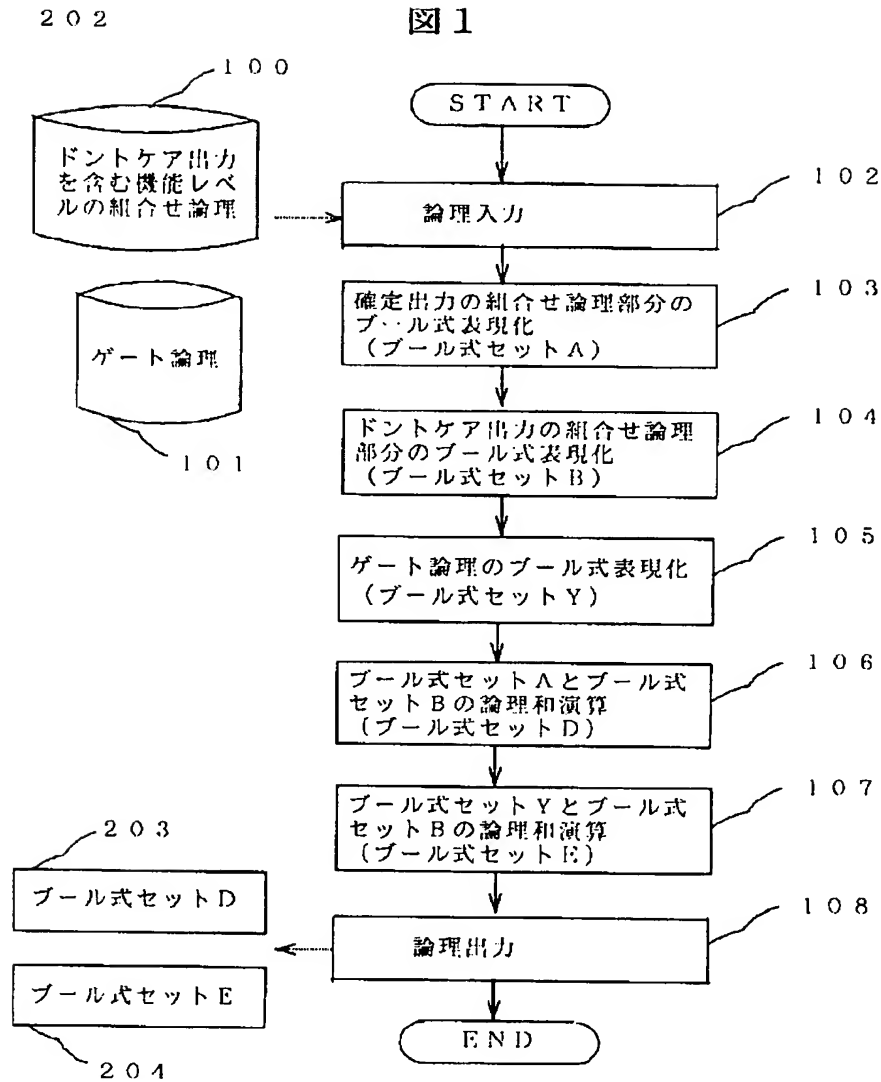 ２０２
図１
１００
ＳＴＡＲＴ
ドントケア出力
を含む機能レベ
ルの組合せ論理
１０２
論理入力
１０３
確定出力の組合せ論理部分の
ブール式表現化
（ブール式セットＡ）
ゲート論理
１０１
１０４
ドントケア出力の組合せ論理
部分のブール式表現化
（ブール式セットＢ）
１０５
ゲート論理のブール式表現化
（ブール式セットＹ）
１０６
ブール式セットＡとブール式
セットＢの論理和演算
（ブール式セットＤ）
１０７
ブール式セットＹとブール式
セットＢの論理和演算
（ブール式セットＥ）
２０３
ブール式セットＤ
１０８
論理出力
ブール式セットＥ
２０４
ＥＮＤ